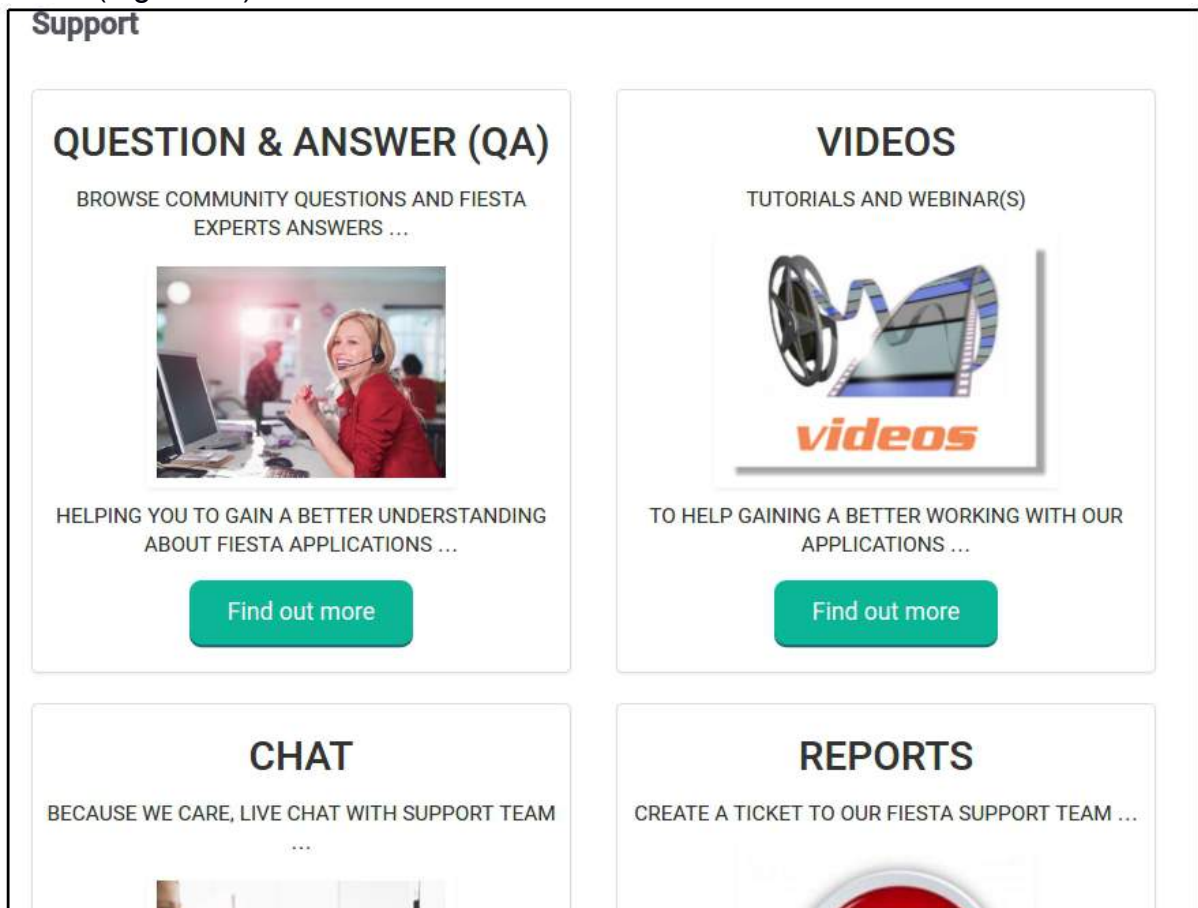 Support
QUESTION & ANSWER (QA)
BROWSE COMMUNITY QUESTIONS AND FIESTA
EXPERTS ANSWERS ...
HELPING YOU TO GAIN A BETTER UNDERSTANDING
ABOUT FIESTA APPLICATIONS ...
Find out more
VIDEOS
TUTORIALS AND WEBINAR(S)
videos
TO HELP GAINING A BETTER WORKING WITH OUR
APPLICATIONS ...
Find out more
CHAT
BECAUSE WE CARE, LIVE CHAT WITH SUPPORT TEAM
...
REPORTS
CREATE A TICKET TO OUR FIESTA SUPPORT TEAM ...